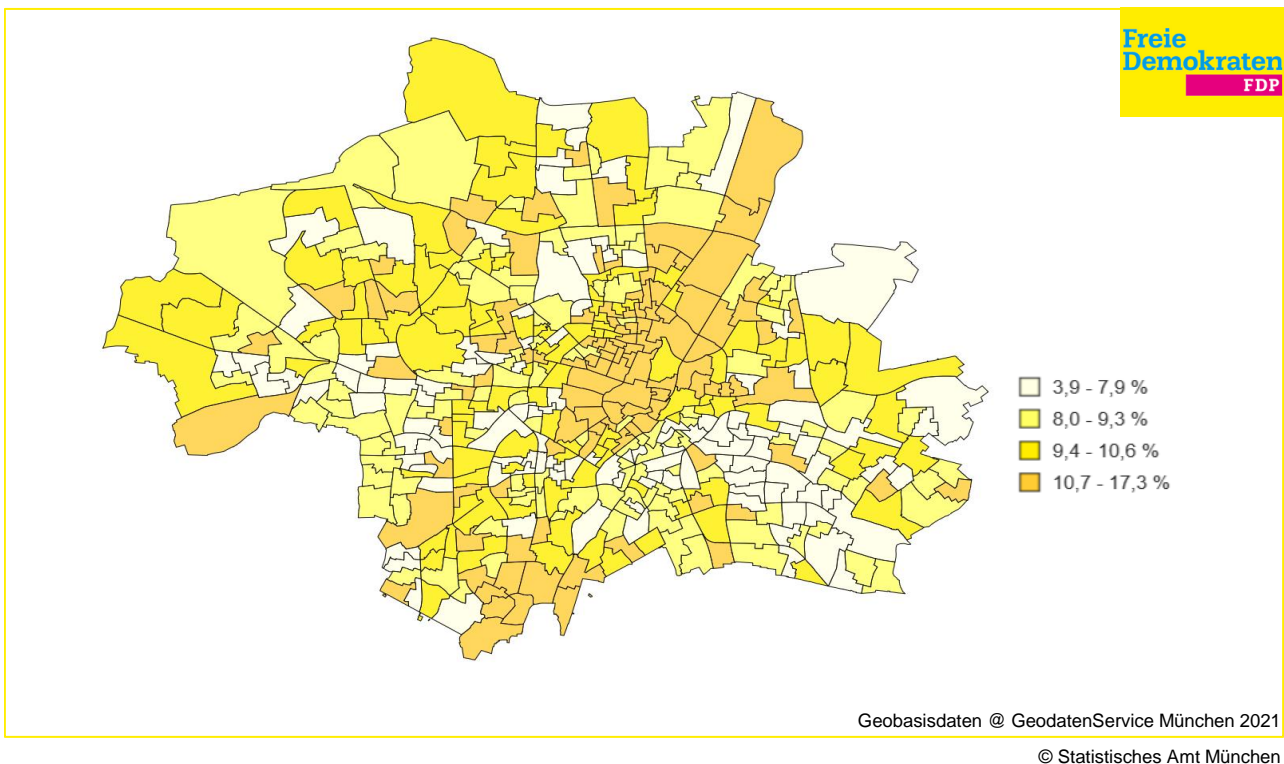 Freie
Demokraten
FDP
3,9 - 7,9 %
8,0 - 9,3 %
9,4 - 10,6 %
10,7 - 17,3 %
Geobasisdaten @ GeodatenService München 2021
© Statistisches Amt München